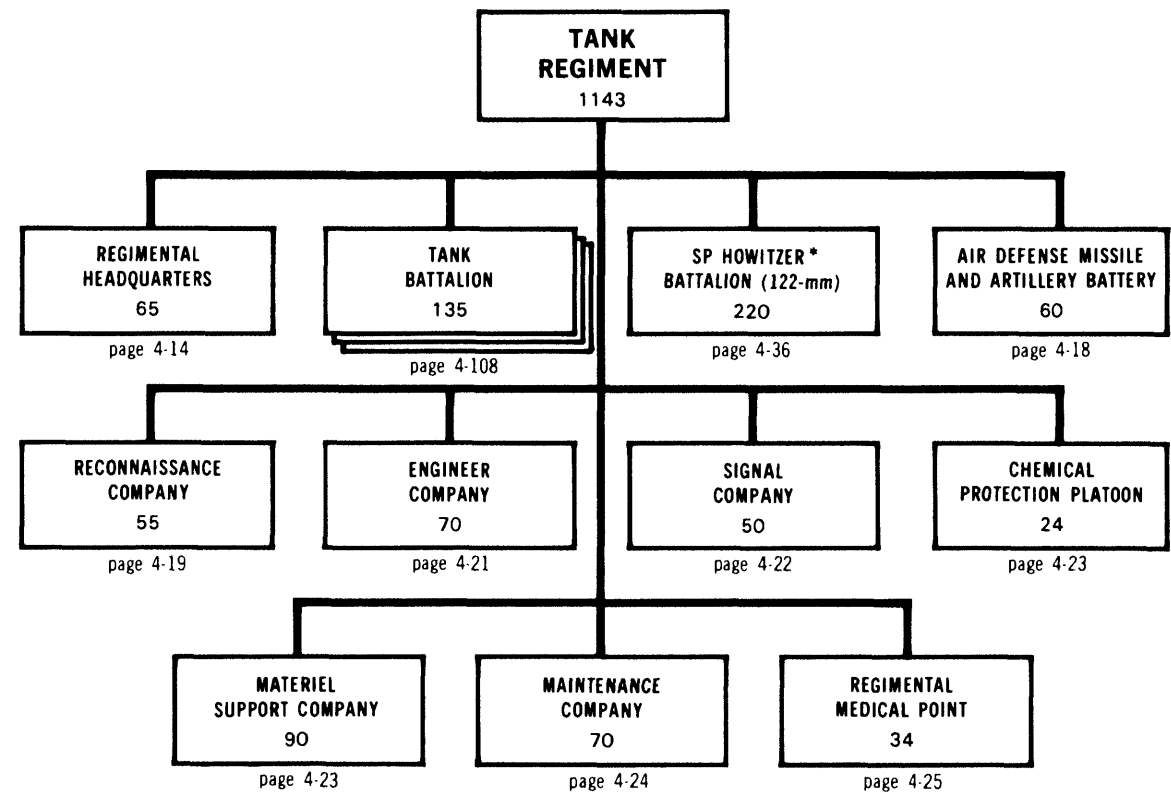 TANK
REGIMENT
1143
REGIMENTAL
HEADQUARTERS
65
page 4-14
TANK
BATTALION
135
page 4-108
SP HOWITZER*
BATTALION (122-mm)
220
page 4-36
AIR DEFENSE MISSILE
AND ARTILLERY BATTERY
60
page 4-18
RECONNAISSANCE
COMPANY
55
page 4-19
ENGINEER
COMPANY
70
page 4-21
SIGNAL
COMPANY
50
page 4-22
CHEMICAL
PROTECTION PLATOON
24
page 4-23
MATERIEL
SUPPORT COMPANY
90
page 4-23
MAINTENANCE
COMPANY
70
page 4-24
REGIMENTAL
MEDICAL POINT
34
page 4-25